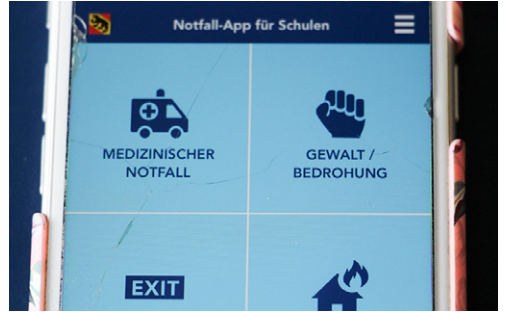 Notfall-App für Schulen
MEDIZINISCHER
NOTFALL
GEWALT /
BEDROHUNG
EXIT